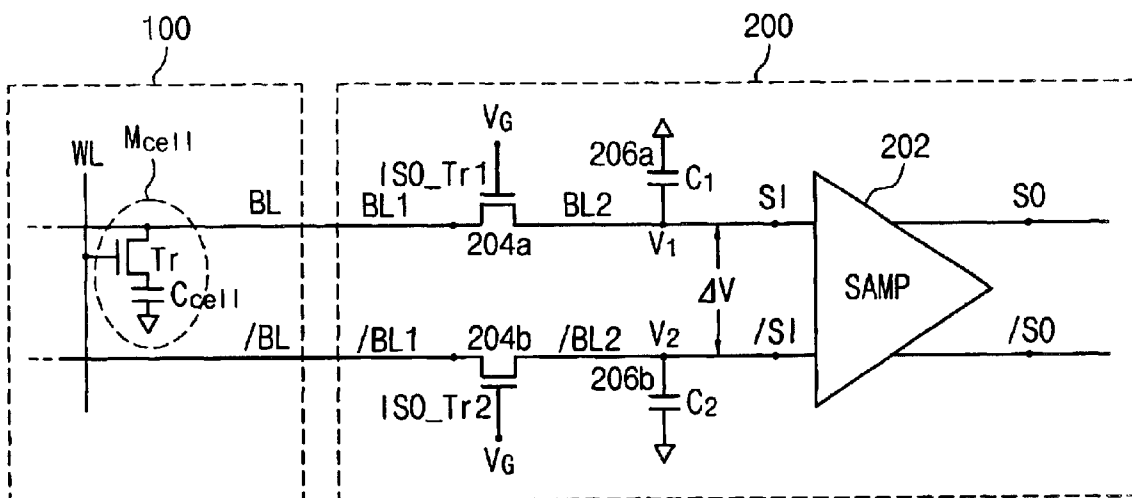 100
200
Mcell
WL
VG
206a
C1
202
ISO_Tr1
BL
BL1
BL2
SI
SO
204a
V1
Tr
Ccell
ΔV
SAMP
/BL
/BL1
204b
/BL2
V2
/SI
/SO
206b
C2
ISO_Tr2
VG